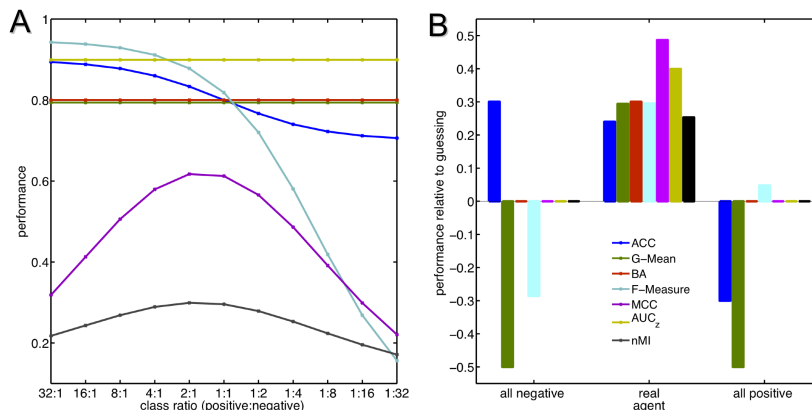 A
1
0.8
0.6
0.4
0.2
performance
32:1 16:1 8:1 4:1 2:1 1:1 1:2 1:4 1:8 1:16 1:32
class ratio (positive:negative)
B
0.5
0.4
0.3
0.2
0.1
0
−0.1
−0.2
−0.3
−0.4
−0.5
performance relative to guessing
ACC
G−Mean
BA
F−Measure
MCC
AUCz
nMI
all negative real all positive
agent